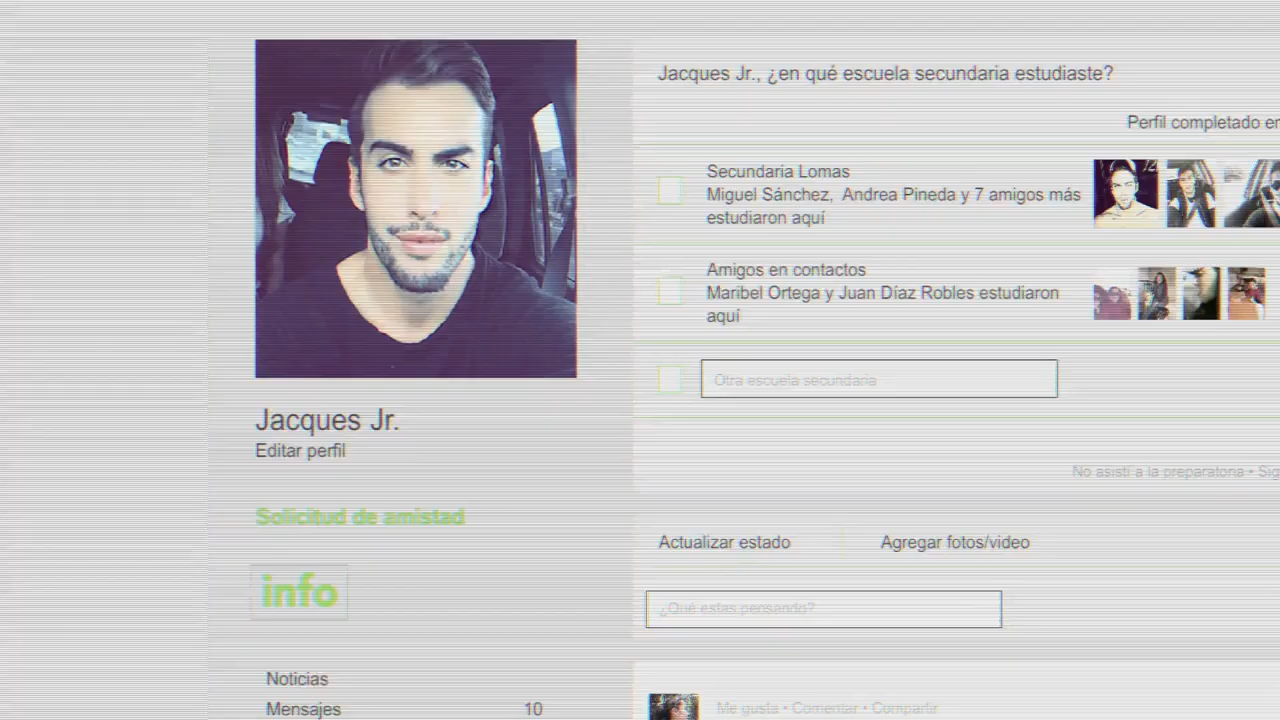 Jacques Jr., ¿en qué escuela secundaria estudiaste?
Perfil completado en
Secundaria Lomas
Miguel Sánchez, Andrea Pineda y 7 amigos más
estudiaron aquí
Amigos en contactos
Maribel Ortega y Juan Díaz Robles estudiaron
aquí
Otra escuela secundaria
Jacques Jr.
Editar perfil
No asistí a la preparatoria •
Solicitud de amistad
Actualizar estado
Agregar fotos/video
info
¿Qué estas pensando?
Noticias
Mensajes 10
Me gusta • Comentar • Compartir